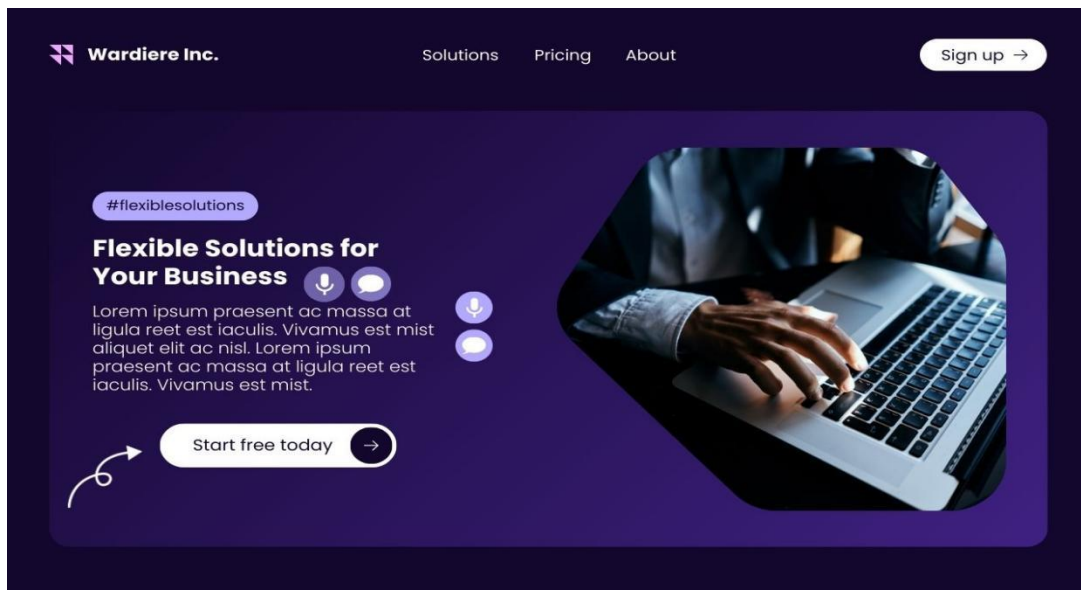 Wardiere Inc.
Solutions
Pricing
About
Sign up
#flexiblesolutions
Flexible Solutions for
Your Business
Lorem ipsum praesent ac massa at
ligula reet est iaculis. Vivamus est mist
aliquet elit ac nisl. Lorem ipsum
praesent ac massa at ligula reet est
iaculis. Vivamus est mist.
Start free today